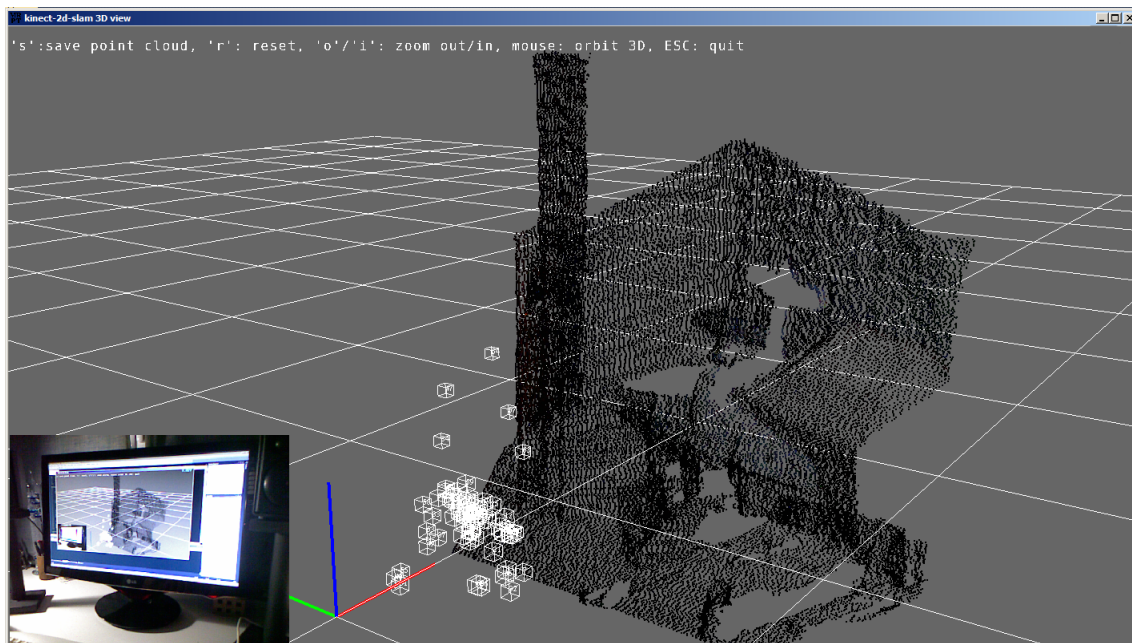 kinect-2d-slam 3D view
's':save point cloud, 'r': reset, 'o'/'i': zoom out/in, mouse: orbit 3D, ESC: quit